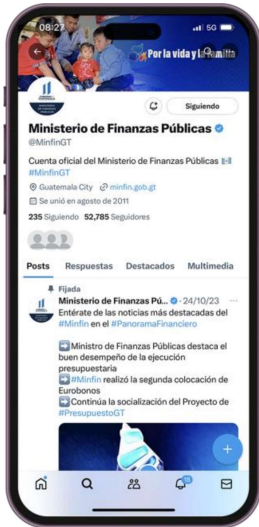 08:27
5G
Por la vida y la familia
Siguiendo
Ministerio de Finanzas Públicas
@MinfinGT
Cuenta oficial del Ministerio de Finanzas Públicas
#MinfinGT
Guatemala City minfin.gob.gt
Se unió en agosto de 2011
235 Siguiendo 52,785 Seguidores
Posts Respuestas Destacados Multimedia
Fijada
Ministerio de Finanzas Pú... · 24/10/23 ...
Entérate de las noticias más destacadas del
#Minfin en el #PanoramaFinanciero
➡️Ministro de Finanzas Públicas destaca el
buen desempeño de la ejecución
presupuestaria
➡️#Minfin realizó la segunda colocación de
Eurobonos
➡️Continúa la socialización del Proyecto de
#PresupuestoGT